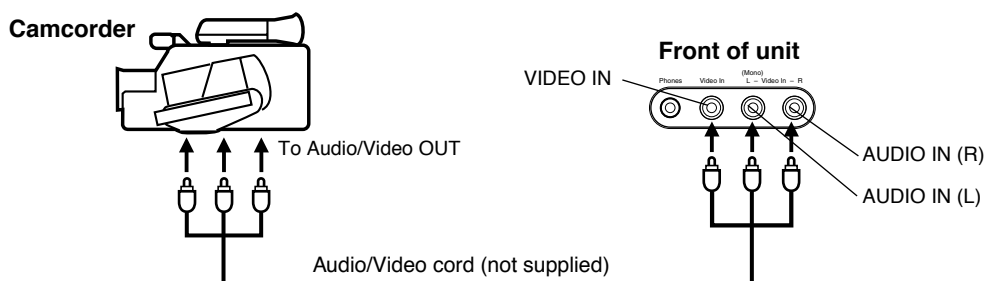 Camcorder
Front of unit
VIDEO IN
(Mono)
Phones Video In L – Video In – R
To Audio/Video OUT
AUDIO IN (R)
AUDIO IN (L)
Audio/Video cord (not supplied)